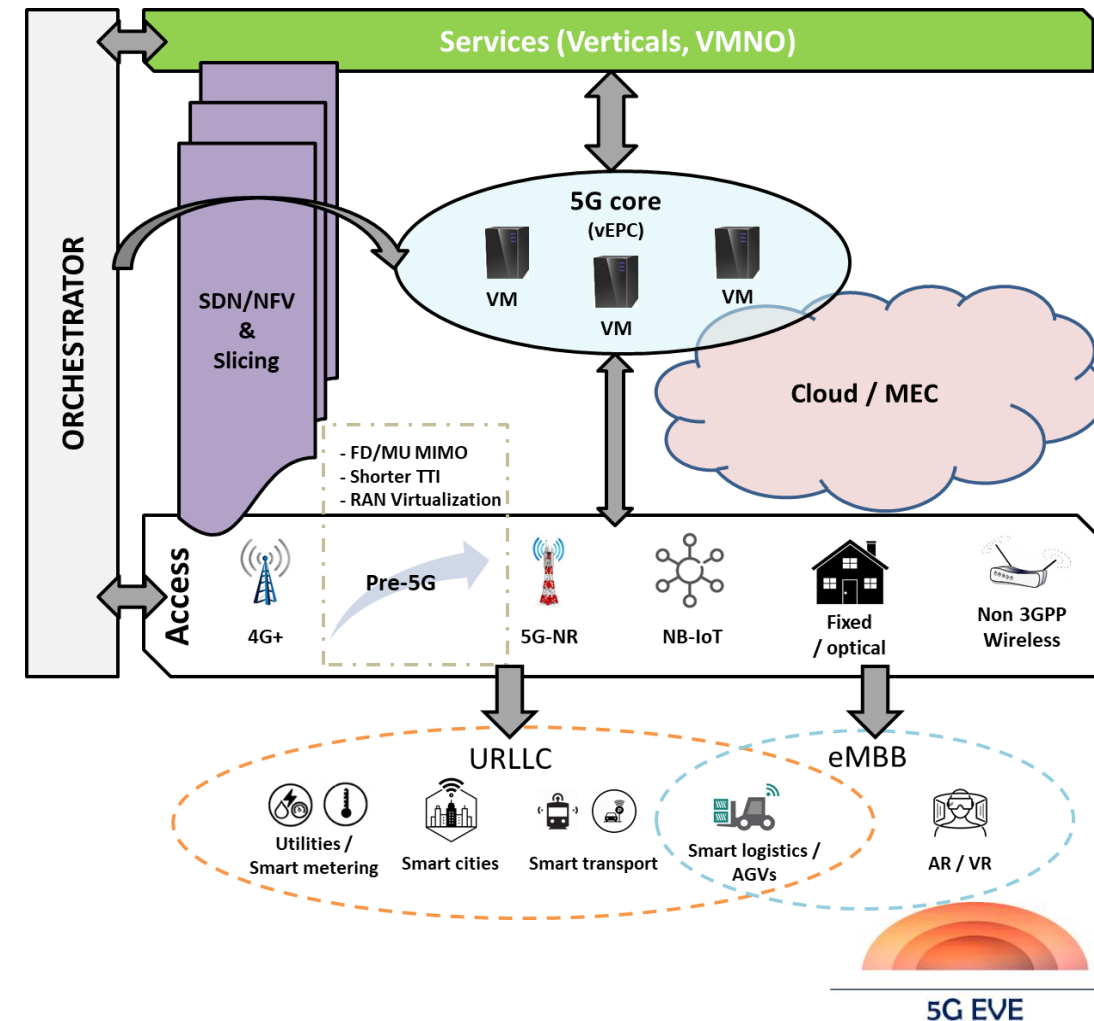 Services (Verticals, VMNO)
ORCHESTRATOR
SDN/NFV
&
Slicing
5G core
(vEPC)
VM
VM
VM
Cloud / MEC
- FD/MU MIMO
- Shorter TTI
- RAN Virtualization
Access
4G+
Pre-5G
5G-NR
NB-IoT
Fixed
/ optical
Non 3GPP
Wireless
URLLC
eMBB
Utilities /
Smart metering
Smart cities
Smart transport
Smart logistics /
AGVs
AR / VR
5G EVE